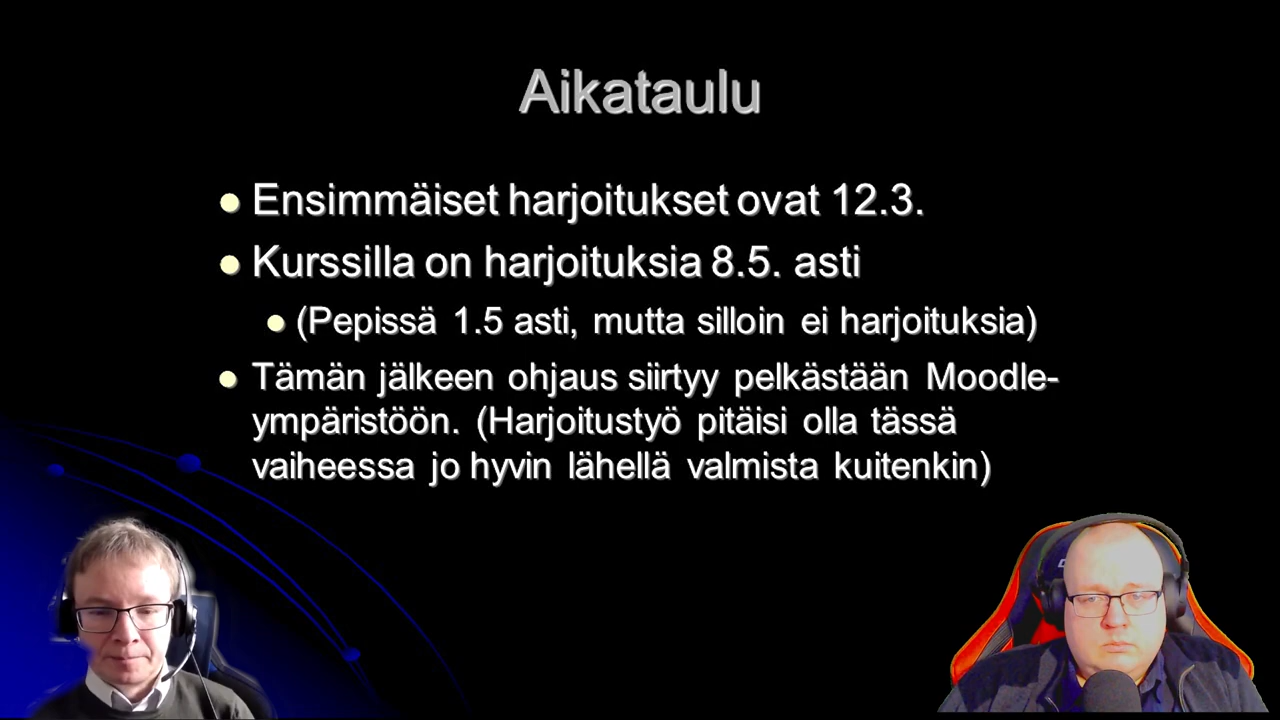 Aikataulu
Ensimmäiset harjoitukset ovat 12.3.
Kurssilla on harjoituksia 8.5. asti
(Pepissä 1.5 asti, mutta silloin ei harjoituksia)
Tämän jälkeen ohjaus siirtyy pelkästään Moodle-
ympäristöön. (Harjoitustyö pitäisi olla tässä
vaiheessa jo hyvin lähellä valmista kuitenkin)